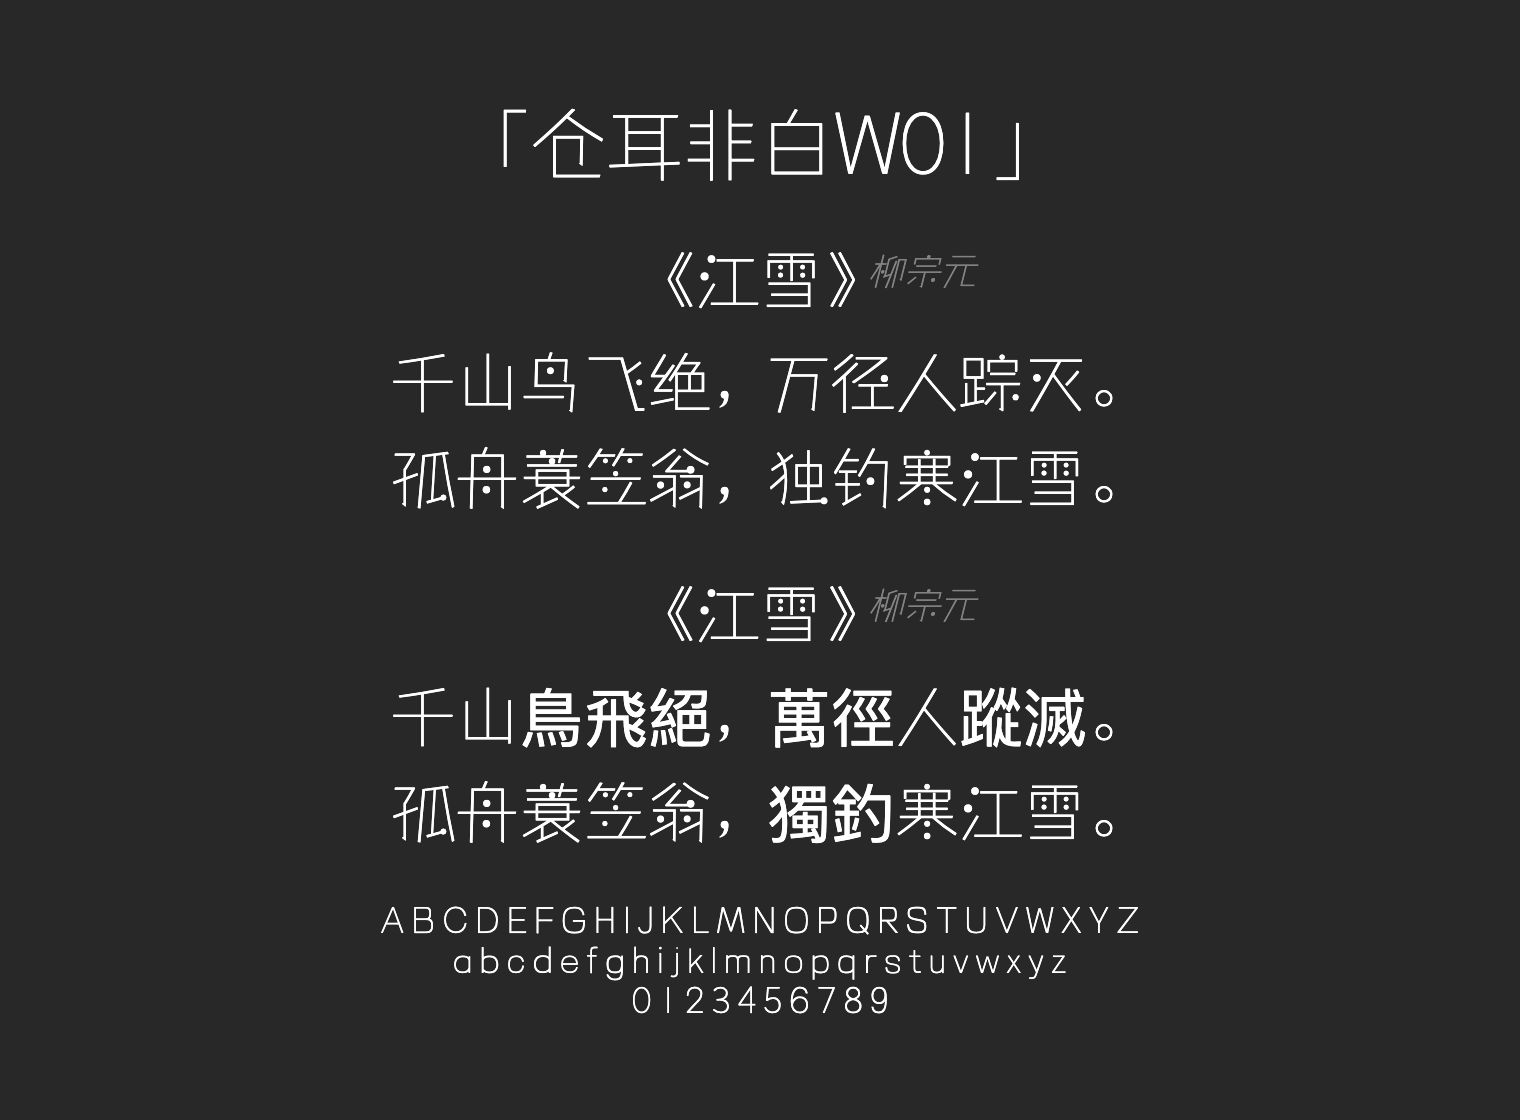 「仓耳非白W01」
《江雪》柳宗元
千山鸟飞绝，万径人踪灭。
孤舟蓑笠翁，独钓寒江雪。
《江雪》柳宗元
千山鳥飛絕，萬徑人蹤滅。
孤舟蓑笠翁，獨釣寒江雪。
ABCDEFGHIJKLMNOPQRSTUVWXYZ
abcdefghijklmnopqrstuvwxyz
0123456789